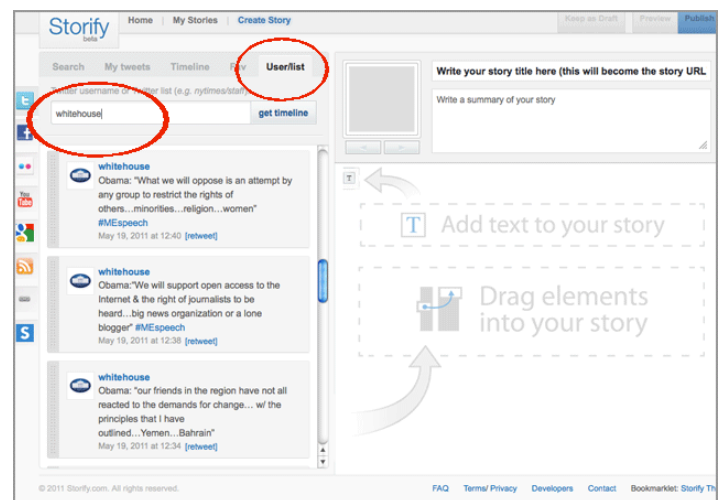 Storify
beta
Home | My Stories | Create Story
Keep as Draft Preview Publish
Search My tweets Timeline Fav User/list
Twitter username or Twitter list (e.g. nytimes/staff)
whitehouse
get timeline
whitehouse
Obama: "What we will oppose is an attempt by
any group to restrict the rights of
others…minorities…religion…women"
#MEspeech
May 19, 2011 at 12:40 [retweet]
whitehouse
Obama:"We will support open access to the
Internet & the right of journalists to be
heard…big news organization or a lone
blogger" #MEspeech
May 19, 2011 at 12:38 [retweet]
whitehouse
Obama: "our friends in the region have not all
reacted to the demands for change… w/ the
principles that I have
outlined…Yemen…Bahrain"
May 19, 2011 at 12:34 [retweet]
Write your story title here (this will become the story URL
Write a summary of your story
T
T Add text to your story
Drag elements
into your story
t
f
You
Tube
g
S
© 2011 Storify.com. All rights reserved.
FAQ Terms/ Privacy Developers Contact Bookmarklet: Storify Th